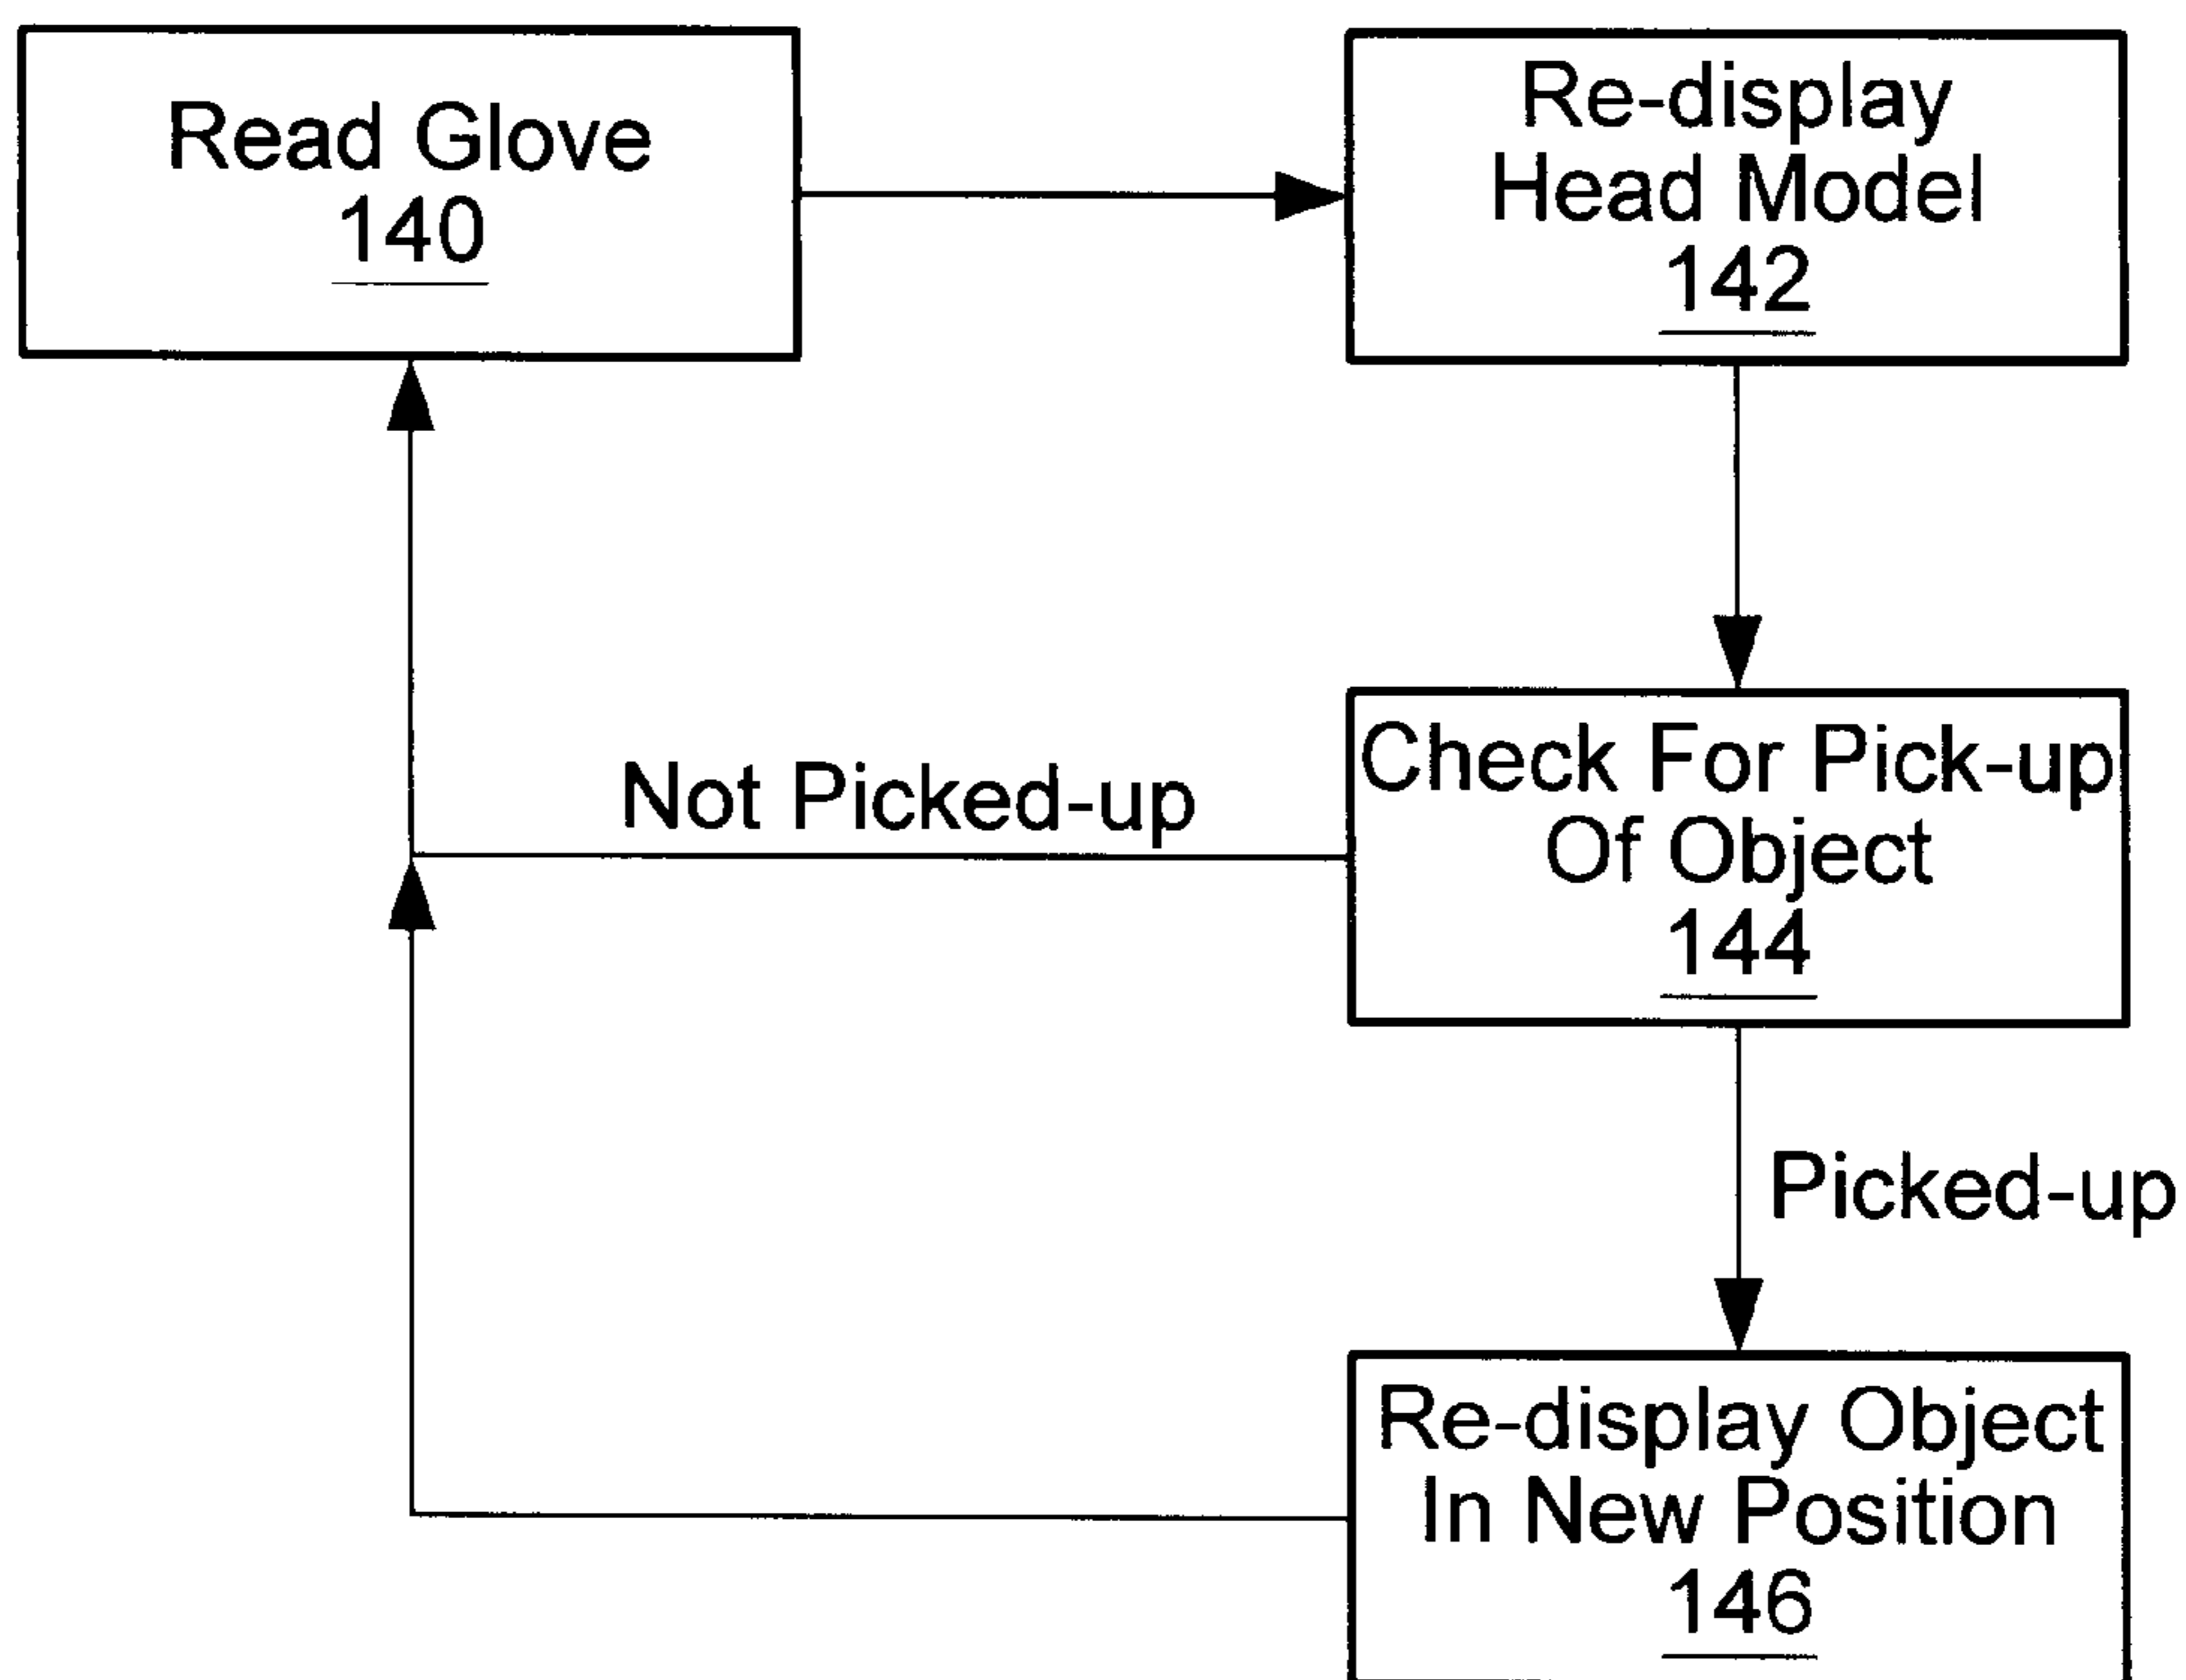 Read Glove
140
Re-display
Head Model
142
Not Picked-up
Check For Pick-up
Of Object
144
Picked-up
Re-display Object
In New Position
146